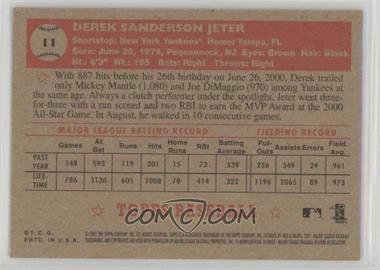 11
DEREK SANDERSON JETER
Shortstop: New York Yankees® Home: Tampa, FL
Born: June 26, 1974, Pequannock, NJ Eyes: Brown Hair: Black
Ht: 6'3" Wt: 195 Bats: Right Throws: Right
With 887 hits before his 26th birthday on June 26, 2000, Derek trailed
only Mickey Mantle (1,080) and Joe DiMaggio (970) among Yankees at
the same age. Always a clutch performer under the spotlight, Jeter went
three-for-three with a run scored and two RBI to earn the MVP Award at the 2000
All-Star Game. In August, he walked in 10 consecutive games.
MAJOR LEAGUE BATTING RECORD FIELDING RECORD
Games At Bat Runs Hits Home Runs RBI Batt. Avg. Put-Outs Assists Errors Field. Avg.
PAST YEAR 148 593 119 201 15 73 .339 236 349 24 .961
LIFE-TIME 786 3130 605 1008 78 414 .322 1196 2065 89 .973
TOPPS BASEBALL
©T.C.G.
PRTD. IN U.S.A.